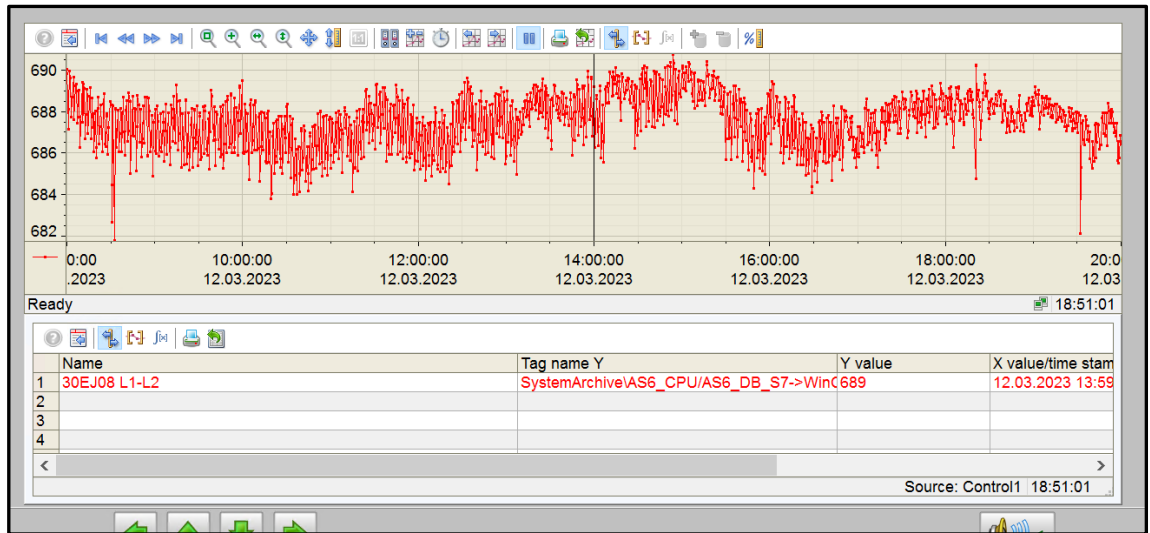 690
688
686
684
682
0:00 10:00:00 12:00:00 14:00:00 16:00:00 18:00:00 20:0
.2023 12.03.2023 12.03.2023 12.03.2023 12.03.2023 12.03.2023 12.03
Ready 18:51:01
Name Tag name Y Y value X value/time stam
1 30EJ08 L1-L2 SystemArchive\AS6_CPU/AS6_DB_S7->WinC 689 12.03.2023 13:59
2
3
4
Source: Control1 18:51:01